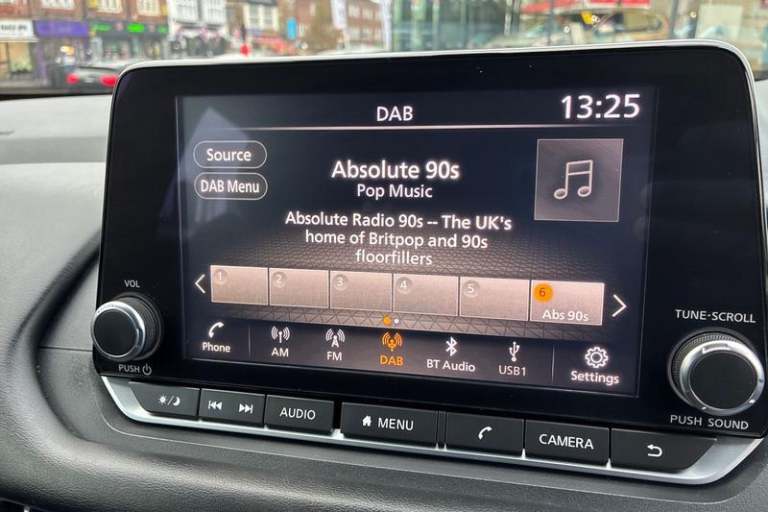 DAB
13:25
Source
DAB Menu
Absolute 90s
Pop Music
Absolute Radio 90s -- The UK's
home of Britpop and 90s
floorfillers
1
2
3
4
5
6
Abs 90s
Phone
AM
FM
DAB
BT Audio
USB1
Settings
VOL
PUSH
TUNE·SCROLL
PUSH SOUND
AUDIO
MENU
CAMERA